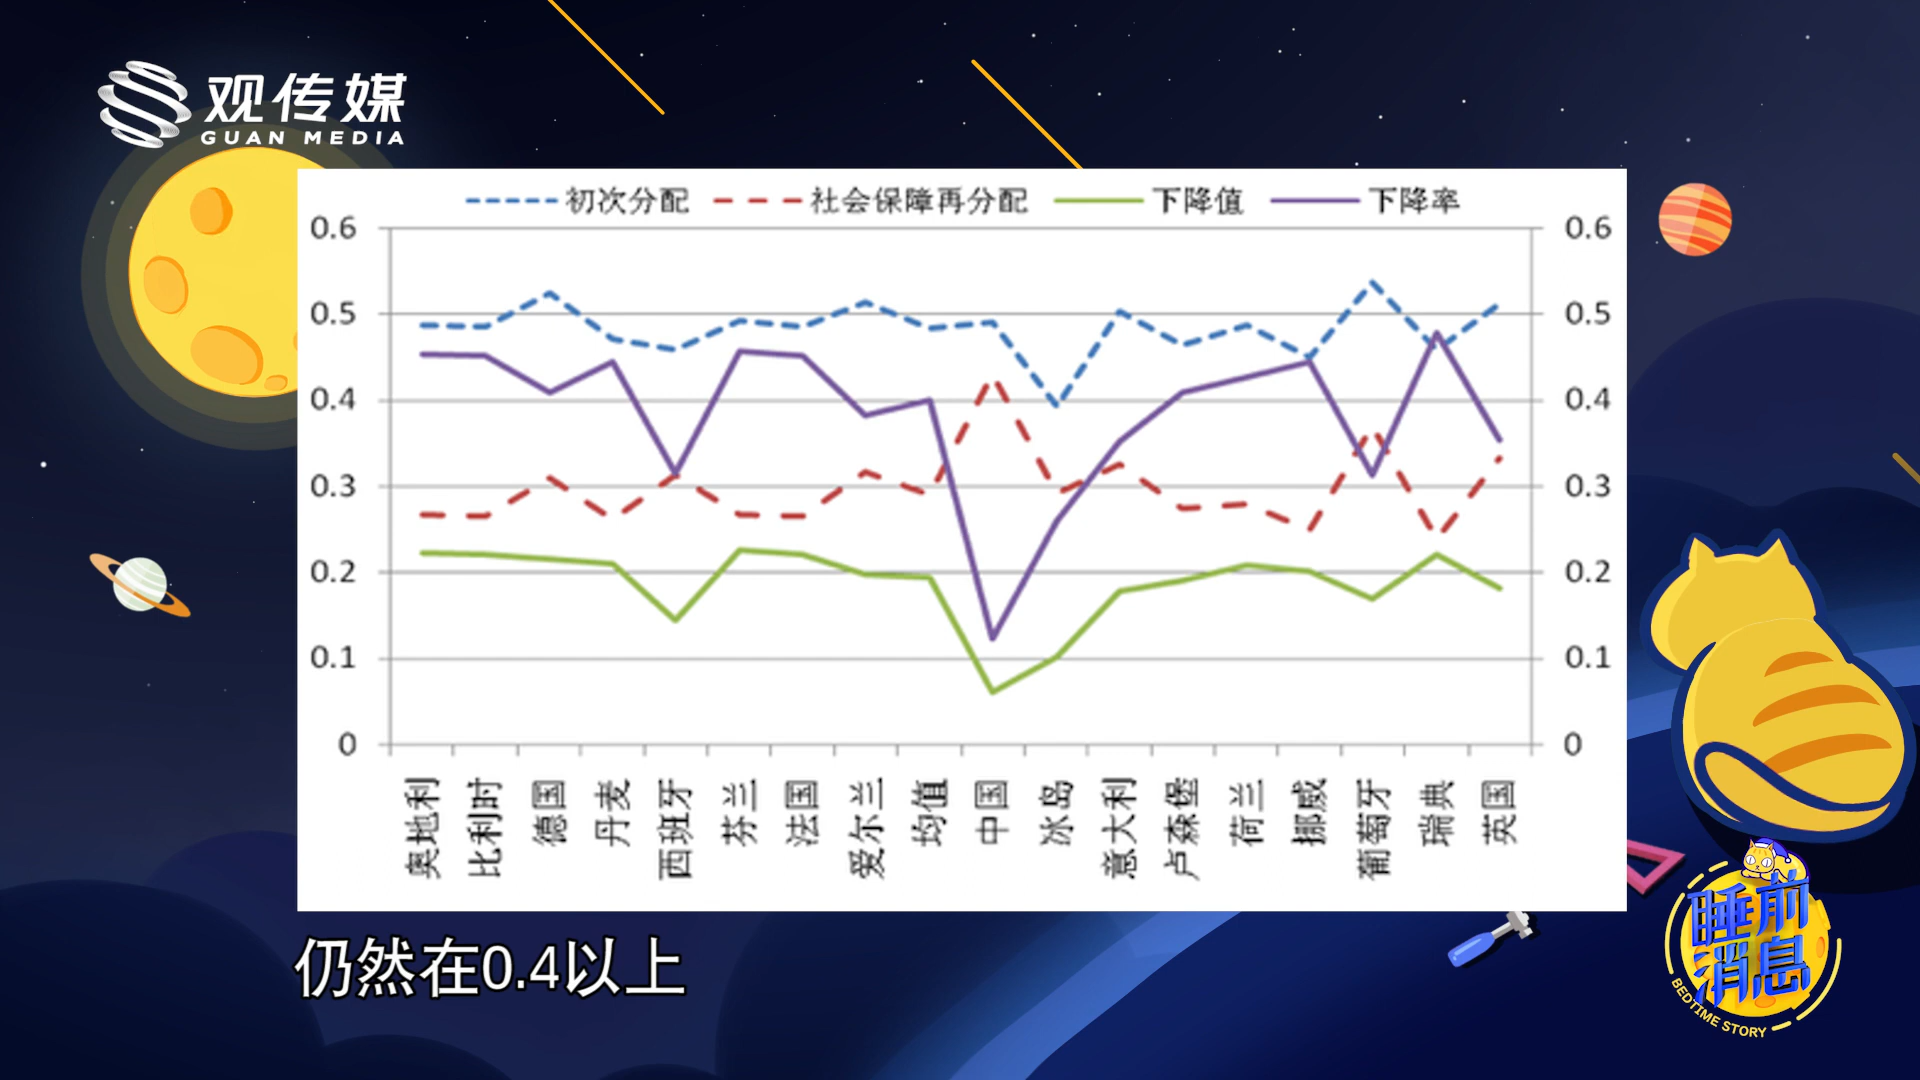 观传媒
GUAN MEDIA
初次分配 社会保障再分配 下降值 下降率
0.6 0.6
0.5 0.5
0.4 0.4
0.3 0.3
0.2 0.2
0.1 0.1
0 0
奥地利 比利时 德国 丹麦 西班牙 芬兰 法国 爱尔兰 均值 中国 冰岛 意大利 卢森堡 荷兰 挪威 葡萄牙 瑞典 英国
仍然在0.4以上
睡前
消息
BEDTIME STORY